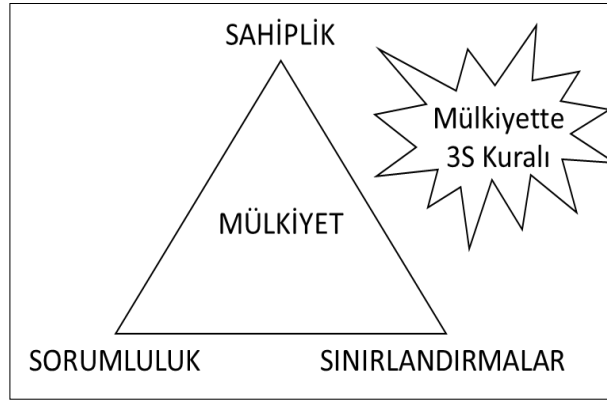 SAHİPLİK
Mülkiyette
3S Kuralı
MÜLKİYET
SORUMLULUK
SINIRLANDIRMALAR